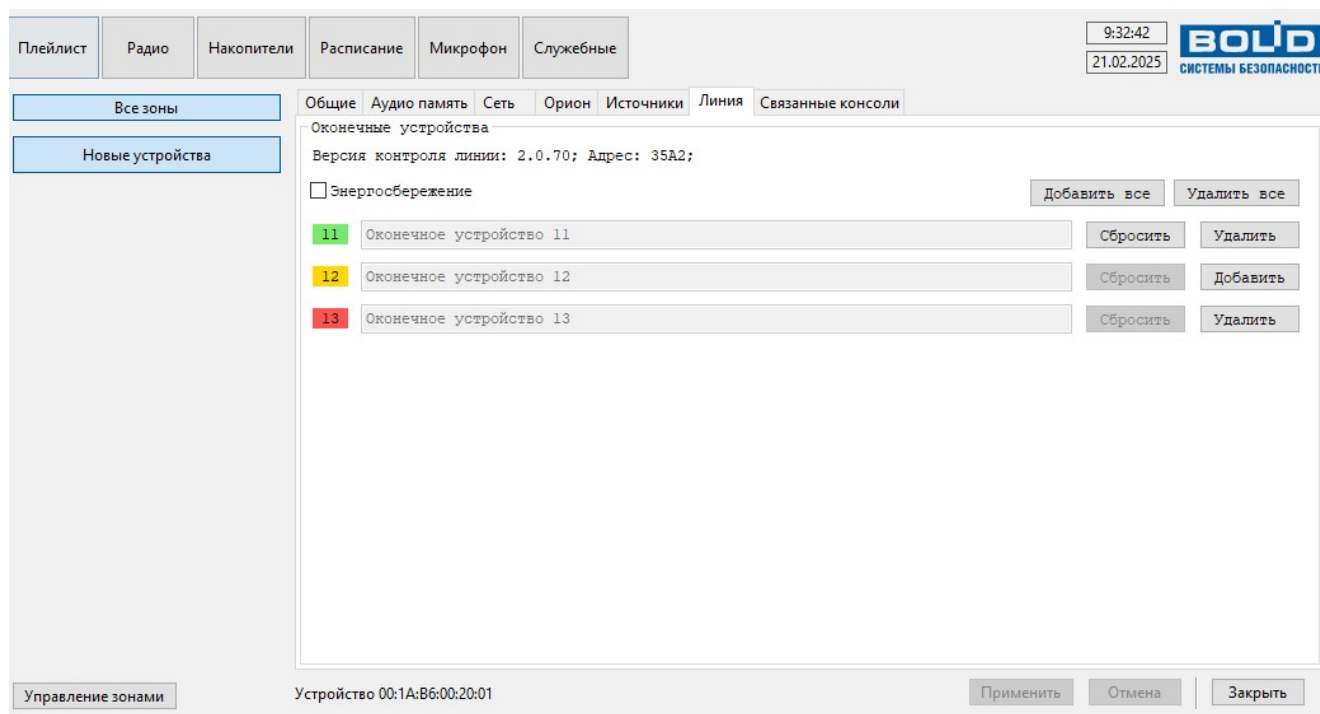 Плейлист Радио Накопители Расписание Микрофон Служебные
9:32:42
21.02.2025
BOLID
СИСТЕМЫ БЕЗОПАСНОСТИ
Все зоны
Новые устройства
Общие Аудио память Сеть Орион Источники Линия Связанные консоли
Оконечные устройства
Версия контроля линии: 2.0.70; Адрес: 35A2;
Энергосбережение Добавить все Удалить все
11 Оконечное устройство 11 Сбросить Удалить
12 Оконечное устройство 12 Сбросить Добавить
13 Оконечное устройство 13 Сбросить Удалить
Управление зонами Устройство 00:1A:B6:00:20:01 Применить Отмена Закрыть